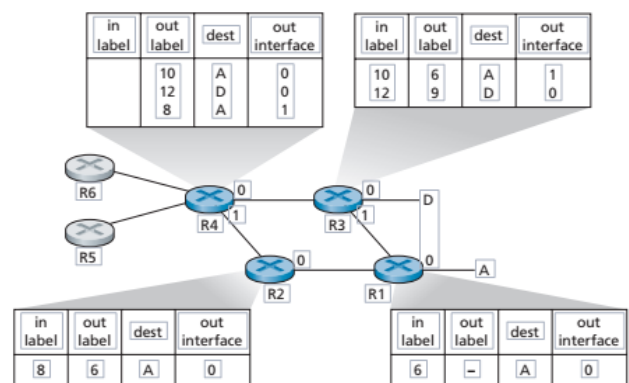 in label out label dest out interface
10 A 0
12 D 0
8 A 1
in label out label dest out interface
10 6 A 1
12 9 D 0
R6
0
0
D
R4
1
R3
1
R5
0
0
A
R2
R1
in label out label dest out interface
8 6 A 0
in label out label dest out interface
6 – A 0